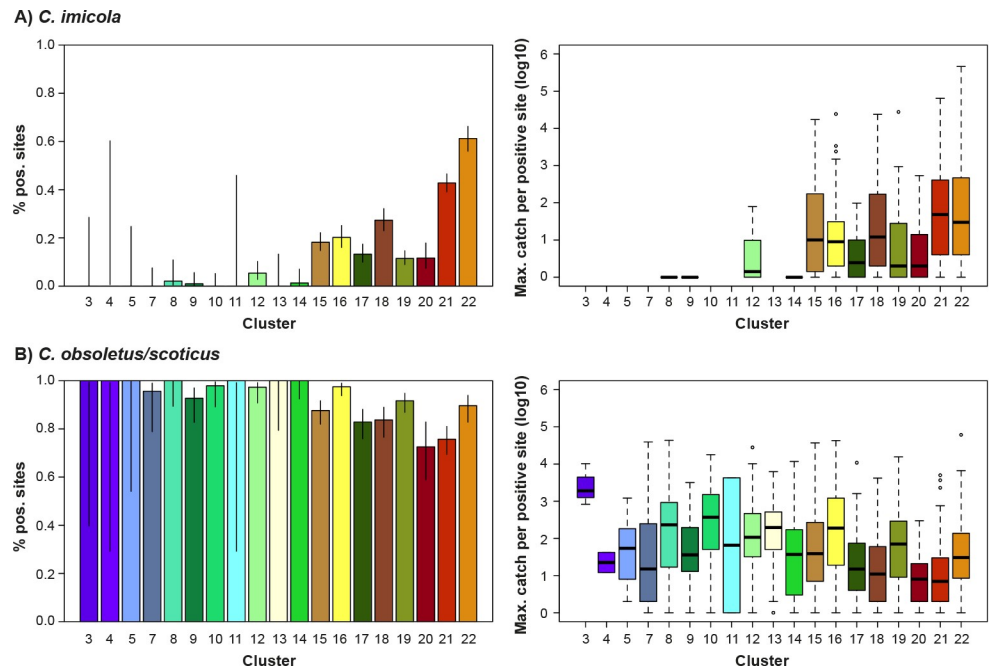 A) C. imicola
% pos. sites
1.0
0.8
0.6
0.4
0.2
0.0
3 4 5 7 8 9 10 11 12 13 14 15 16 17 18 19 20 21 22
Cluster
Max. catch per positive site (log10)
6
5
4
3
2
1
0
3 4 5 7 8 9 10 11 12 13 14 15 16 17 18 19 20 21 22
Cluster
B) C. obsoletus/scoticus
% pos. sites
1.0
0.8
0.6
0.4
0.2
0.0
3 4 5 7 8 9 10 11 12 13 14 15 16 17 18 19 20 21 22
Cluster
Max. catch per positive site (log10)
6
5
4
3
2
1
0
3 4 5 7 8 9 10 11 12 13 14 15 16 17 18 19 20 21 22
Cluster